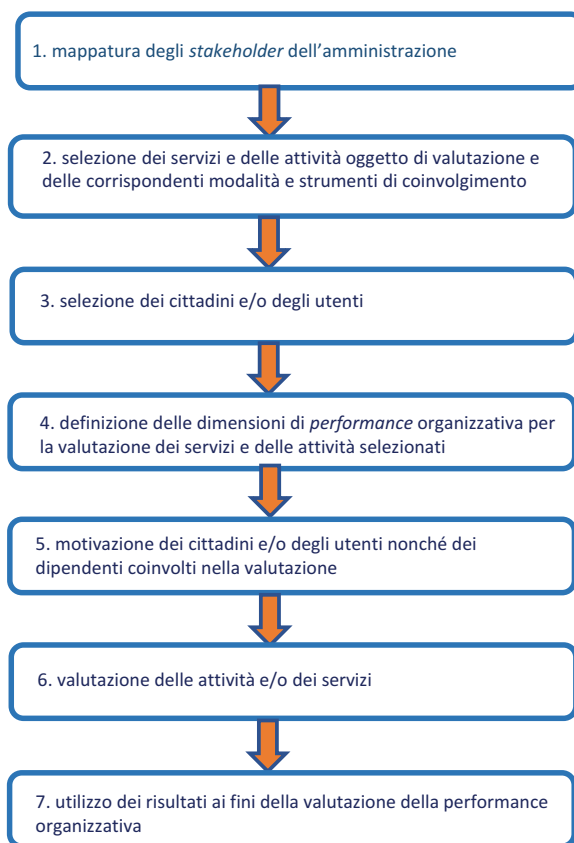 1. mappatura degli stakeholder dell’amministrazione
2. selezione dei servizi e delle attività oggetto di valutazione e
delle corrispondenti modalità e strumenti di coinvolgimento
3. selezione dei cittadini e/o degli utenti
4. definizione delle dimensioni di performance organizzativa per
la valutazione dei servizi e delle attività selezionati
5. motivazione dei cittadini e/o degli utenti nonché dei
dipendenti coinvolti nella valutazione
6. valutazione delle attività e/o dei servizi
7. utilizzo dei risultati ai fini della valutazione della performance
organizzativa